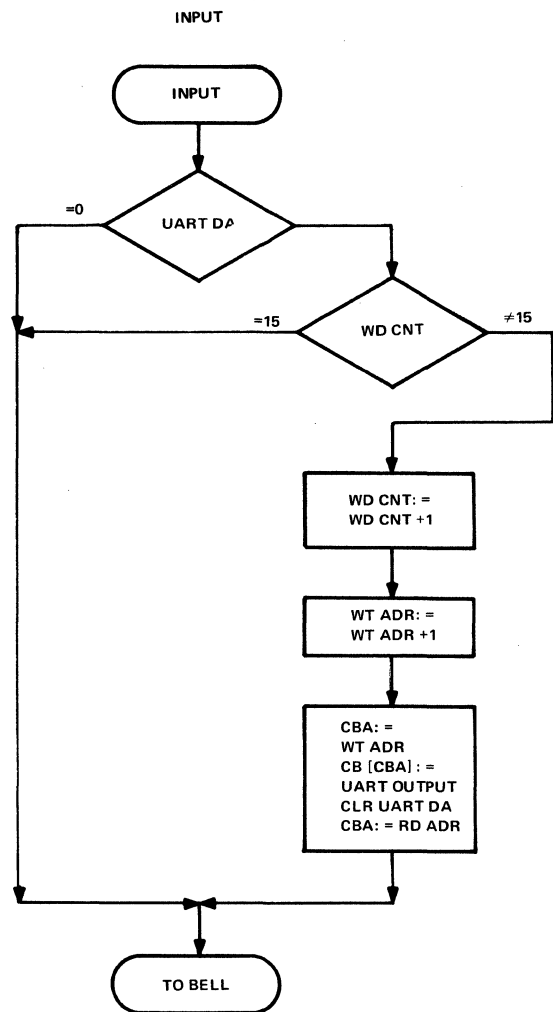 INPUT
INPUT
=0
UART DA
=15
WD CNT
≠15
WD CNT: =
WD CNT +1
WT ADR: =
WT ADR +1
CBA: =
WT ADR
CB [CBA] : =
UART OUTPUT
CLR UART DA
CBA: = RD ADR
TO BELL